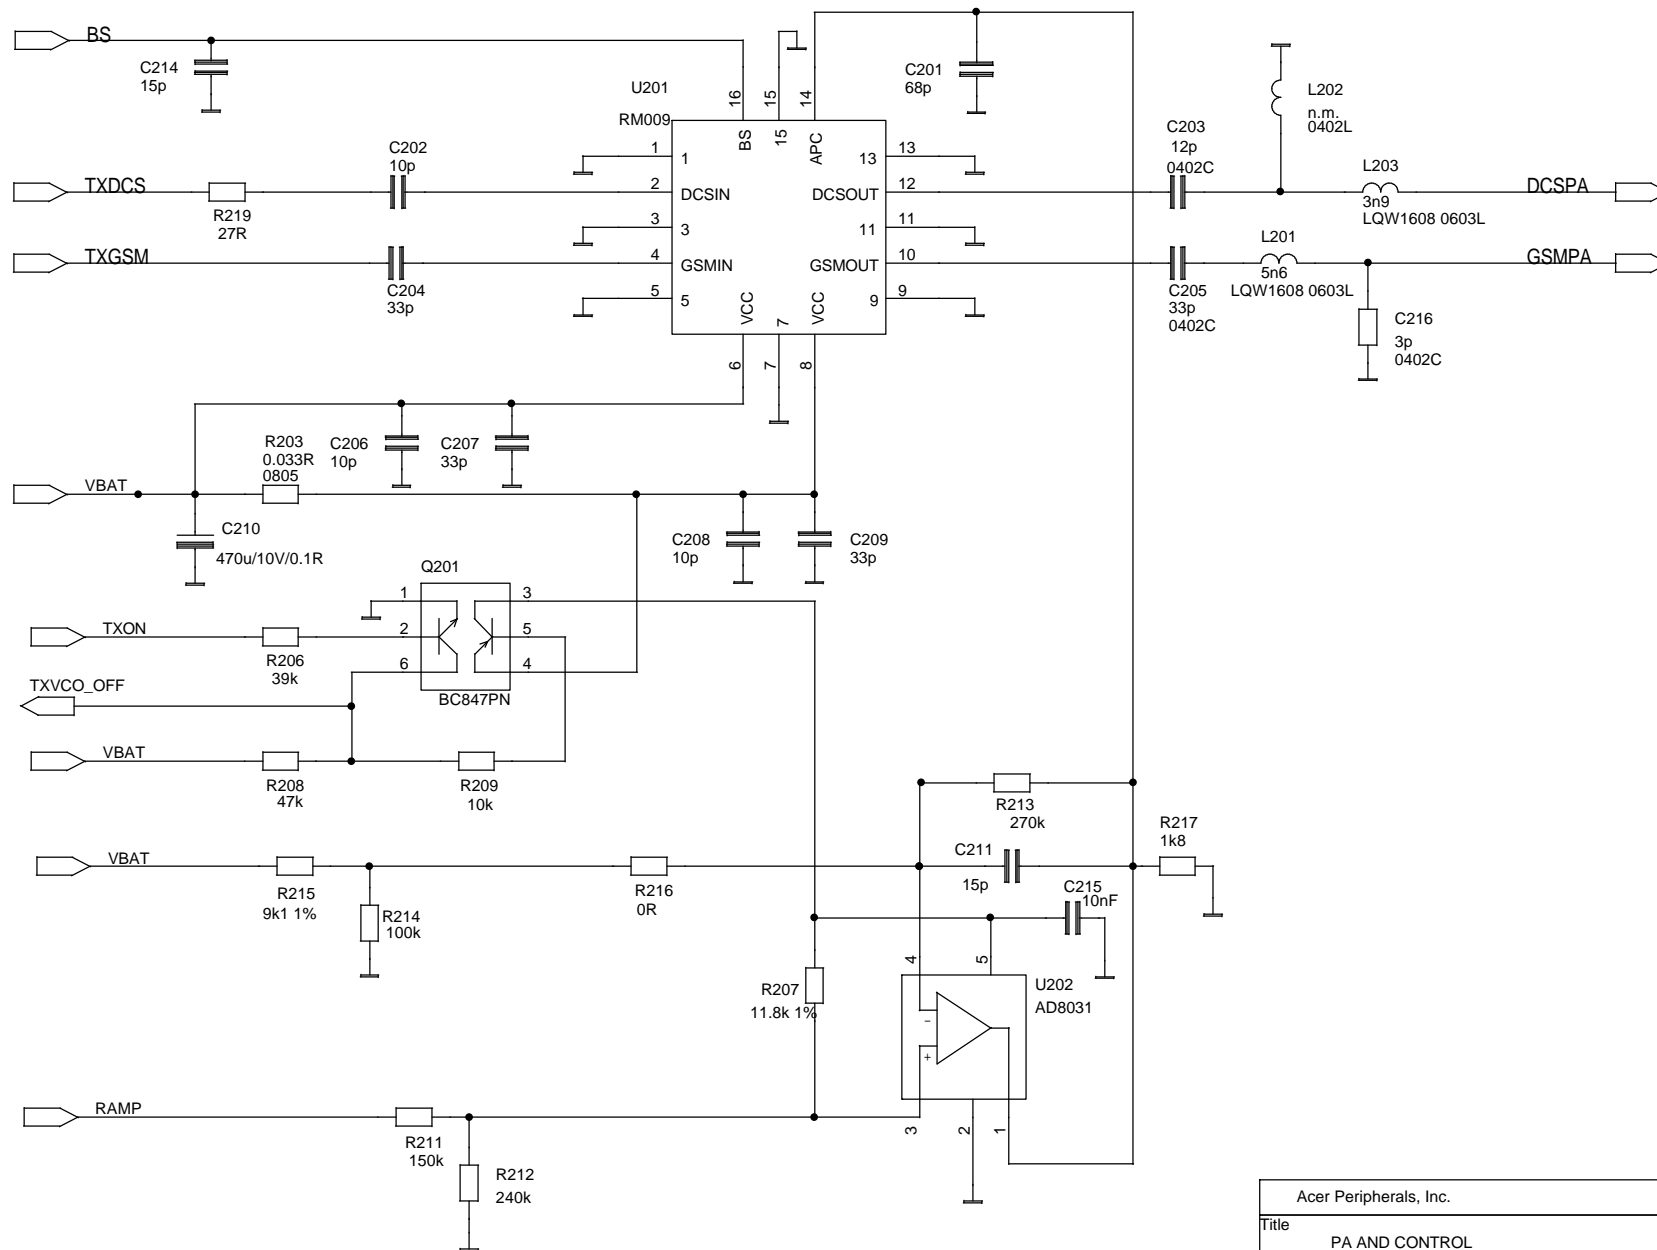 BS
C214
15p
U201
RM009
C201
68p
L202
n.m.
0402L
16
15
14
BS
15
APC
C202
10p
C203
12p
0402C
L203
3n9
LQW1608 0603L
1
1
13
13
TXDCS
R219
27R
2
DCSIN
DCSOUT
12
DCSPA
3
3
11
11
TXGSM
C204
33p
4
GSMIN
GSMOUT
10
L201
5n6
LQW1608 0603L
GSMPA
C205
33p
0402C
5
5
9
9
VCC
7
VCC
6
7
8
C216
3p
0402C
R203
0.033R
0805
C206
10p
C207
33p
VBAT
C210
470u/10V/0.1R
C208
10p
C209
33p
Q201
1
3
TXON
R206
39k
2
5
6
4
BC847PN
TXVCO_OFF
VBAT
R208
47k
R209
10k
R213
270k
R217
1k8
VBAT
R215
9k1 1%
R214
100k
R216
0R
C211
15p
C215
10nF
4
5
R207
11.8k 1%
U202
AD8031
−
+
RAMP
R211
150k
R212
240k
3
2
1
Acer Peripherals, Inc.
Title
PA AND CONTROL